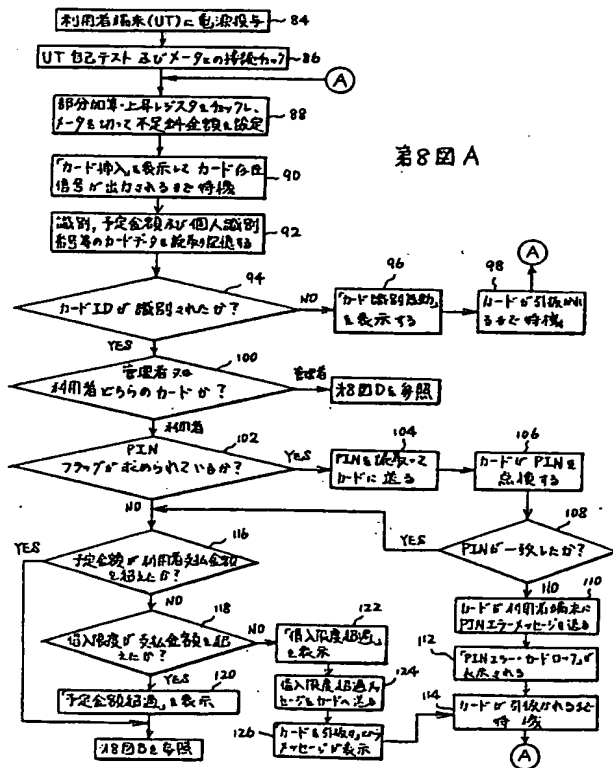 利用者端末(UT)に電源投与
84
UT自己テスト及びメータとの接続チェック
86
A
部分加算・上昇レジスタをチェックし、
メータを切って不足料金額を設定
88
第8図A
「カード挿入」を表示してカード存在
信号が出力されるまで待機
90
識別,予定金額及び個人識別
番号等のカードデータを読取り記憶する
92
94
カードIDが識別されたか?
NO
YES
96
「カード識別無効」
を表示する
98
カードが引抜かれ
るまで待機
A
100
管理者又は
利用者どちらのカードか?
管理者
第8図Dを参照
利用者
102
PIN
フラッグが求められているか?
YES
NO
104
PINを読取って
カードに送る
106
カードがPINを
点検する
108
PINが一致したか?
YES
NO
110
カードが利用者端末に
PINエラーメッセージを送る
112
「PINエラー・カードロック」が
表示される
114
カードが引抜かれるまで
待機
A
116
予定金額が利用者支払金額
を超えたか?
YES
NO
118
借入限度が支払金額を超
えたか?
NO
YES
120
「予定金額超過」を表示
第8図Bを参照
122
「借入限度超過」
を表示
124
借入限度超過メッ
セージをカードへ送る
126
カードを引抜け
メッセージが表示